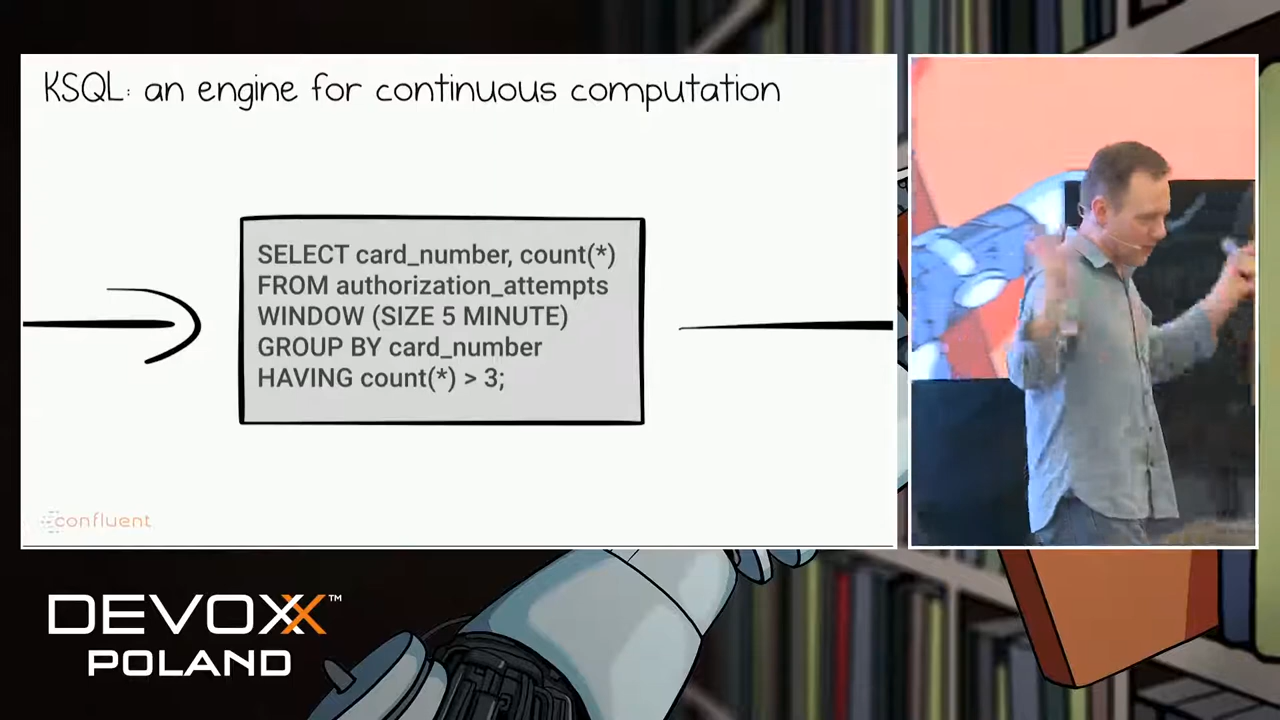 KSQL: an engine for continuous computation
SELECT card_number, count(*)
FROM authorization_attempts
WINDOW (SIZE 5 MINUTE)
GROUP BY card_number
HAVING count(*) > 3;
confluent
DEVOXX™
POLAND